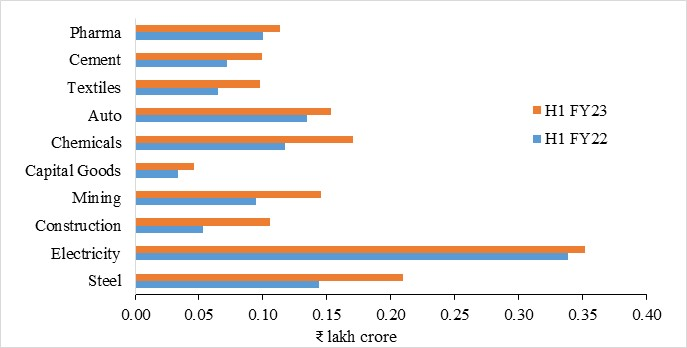 Pharma
Cement
Textiles
Auto
Chemicals
Capital Goods
Mining
Construction
Electricity
Steel
H1 FY23
H1 FY22
0.00 0.05 0.10 0.15 0.20 0.25 0.30 0.35 0.40
₹ lakh crore